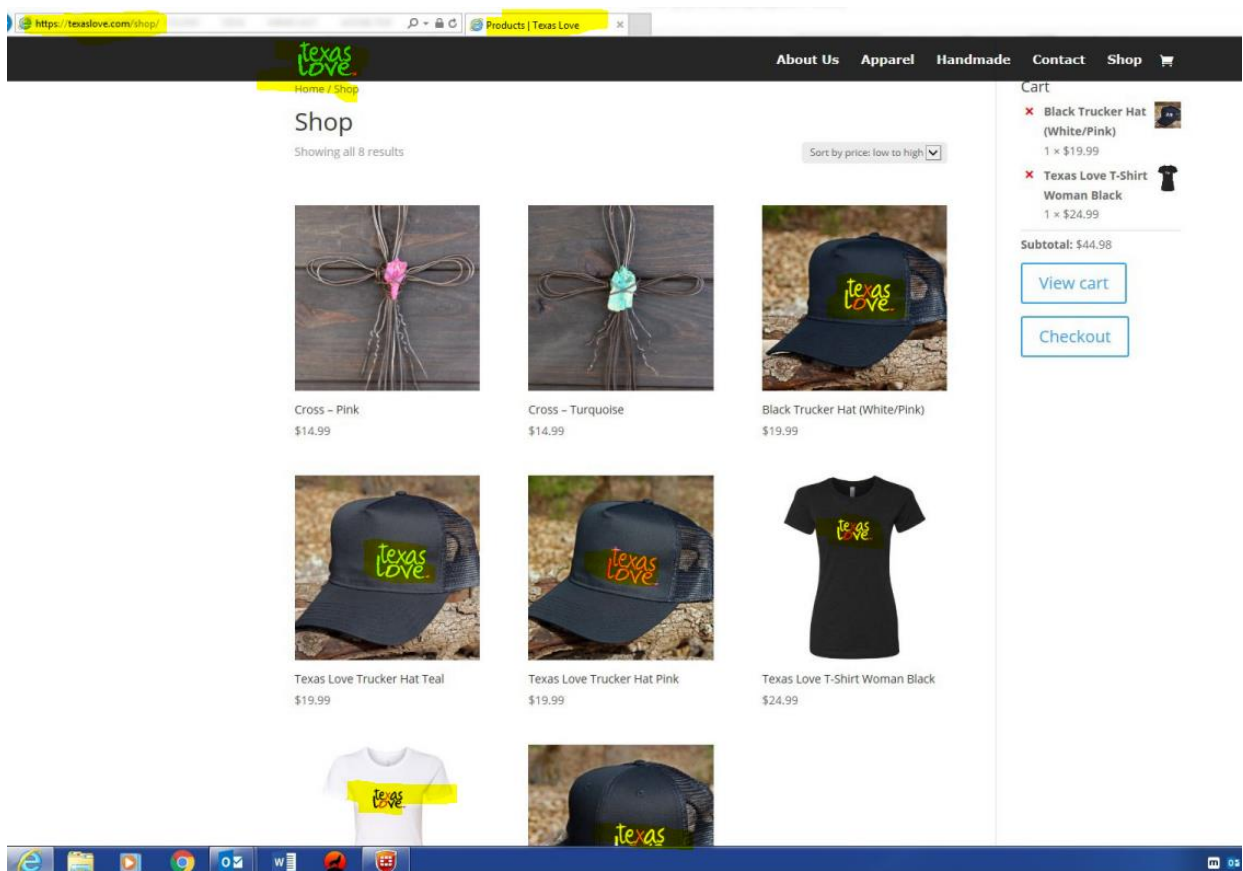 https://texaslove.com/shop/
Products | Texas Love
texas
love
About Us Apparel Handmade Contact Shop
Home / Shop
Shop
Showing all 8 results
Sort by price: low to high
Cart
Black Trucker Hat
(White/Pink)
1 × $19.99
Texas Love T-Shirt
Woman Black
1 × $24.99
Subtotal: $44.98
View cart
Checkout
texas
love
Cross – Pink
$14.99
Cross – Turquoise
$14.99
Black Trucker Hat (White/Pink)
$19.99
texas
love
texas
love
texas
love
Texas Love Trucker Hat Teal
$19.99
Texas Love Trucker Hat Pink
$19.99
Texas Love T-Shirt Woman Black
$24.99
texas
love
texas